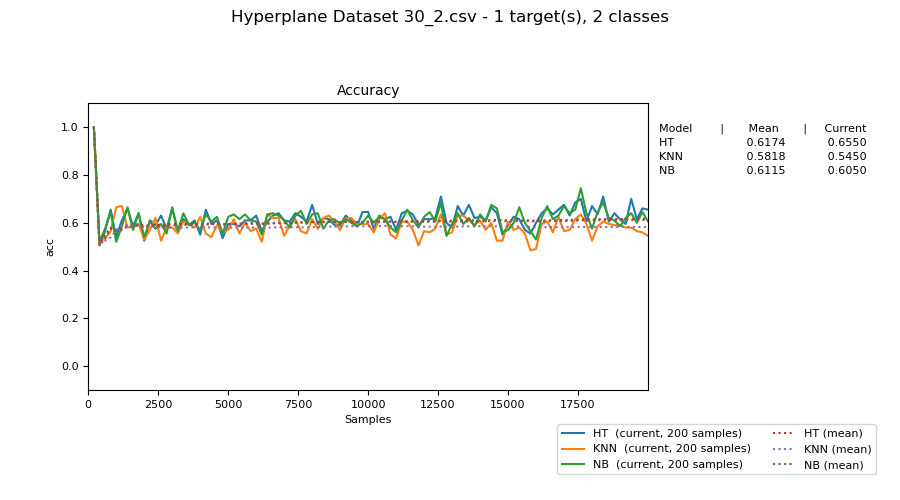 Hyperplane Dataset 30_2.csv - 1 target(s), 2 classes
Accuracy
1.0
0.8
0.6
0.4
0.2
0.0
acc
0 2500 5000 7500 10000 12500 15000 17500
Samples
Model | Mean | Current
HT 0.6174 0.6550
KNN 0.5818 0.5450
NB 0.6115 0.6050
HT (current, 200 samples) HT (mean)
KNN (current, 200 samples) KNN (mean)
NB (current, 200 samples) NB (mean)